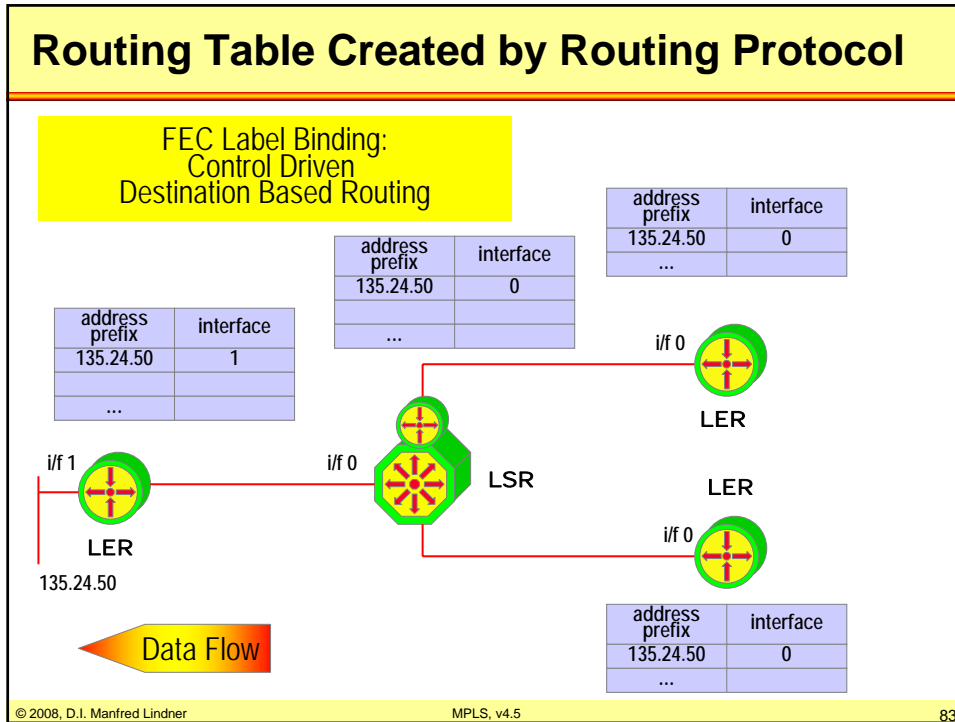 Routing Table Created by Routing Protocol
FEC Label Binding:
Control Driven
Destination Based Routing
address prefix interface
135.24.50 0
...
address prefix interface
135.24.50 0
...
address prefix interface
135.24.50 1
...
i/f 0
LER
i/f 1
i/f 0
LSR
LER
LER
i/f 0
135.24.50
address prefix interface
135.24.50 0
...
Data Flow
© 2008, D.I. Manfred Lindner MPLS, v4.5 83